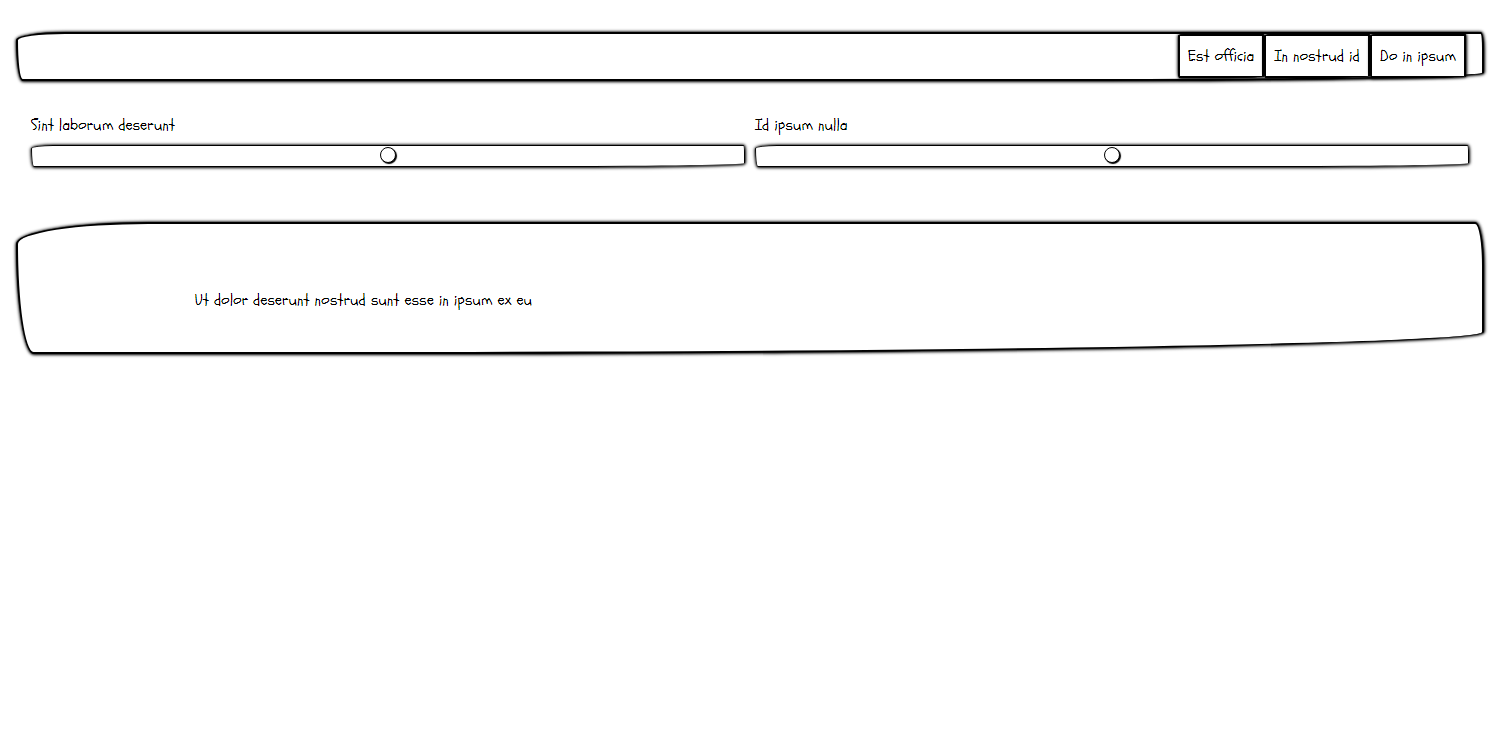 Est officia In nostrud id Do in ipsum
Sint laborum deserunt Id ipsum nulla
Ut dolor deserunt nostrud sunt esse in ipsum ex eu